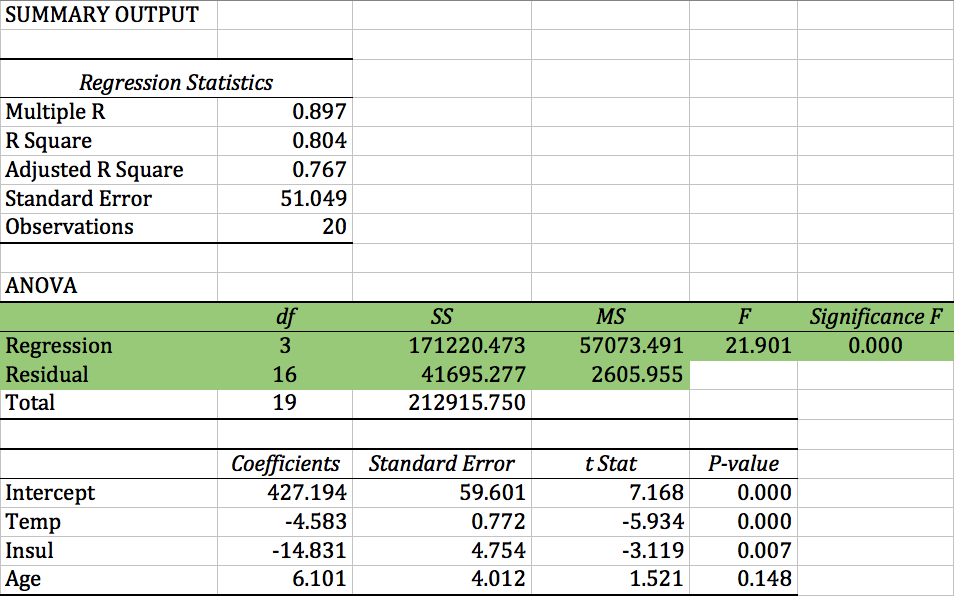 SUMMARY OUTPUT
Regression Statistics
Multiple R 0.897
R Square 0.804
Adjusted R Square 0.767
Standard Error 51.049
Observations 20
ANOVA
df SS MS F Significance F
Regression 3 171220.473 57073.491 21.901 0.000
Residual 16 41695.277 2605.955
Total 19 212915.750
Coefficients Standard Error t Stat P-value
Intercept 427.194 59.601 7.168 0.000
Temp -4.583 0.772 -5.934 0.000
Insul -14.831 4.754 -3.119 0.007
Age 6.101 4.012 1.521 0.148